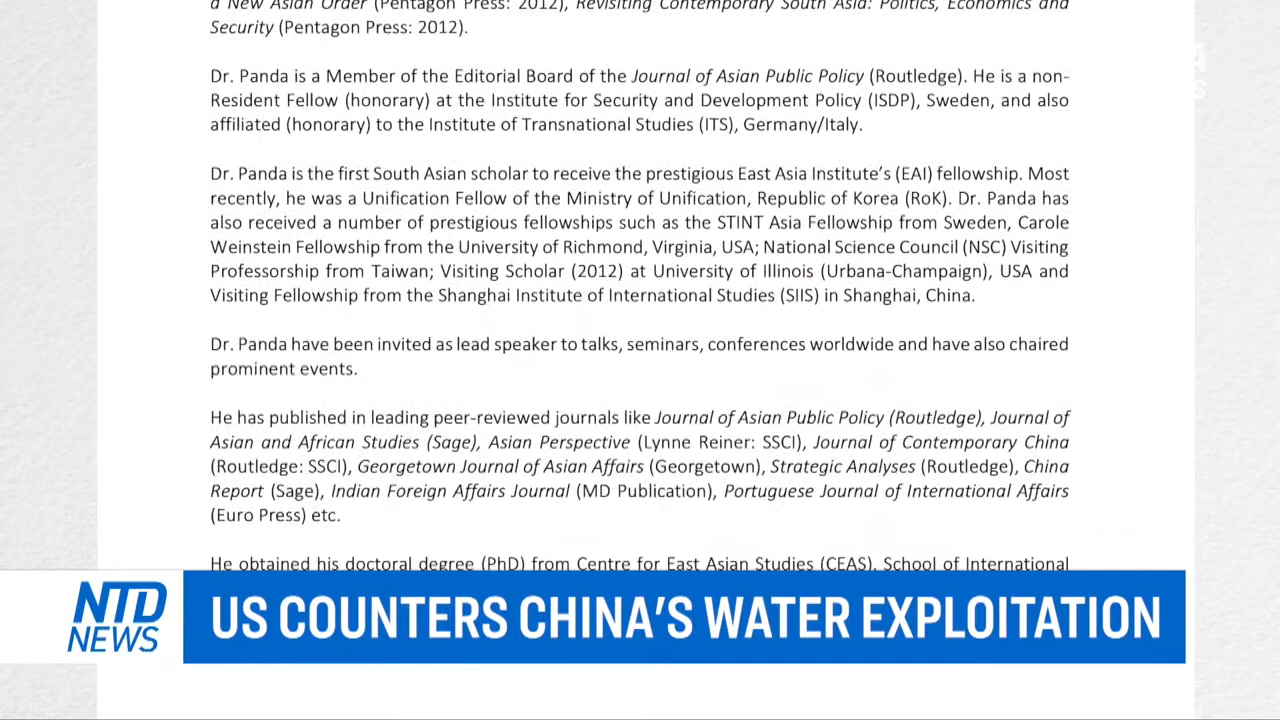 a New Asian Order (Pentagon Press: 2012), Revisiting Contemporary South Asia: Politics, Economics and
Security (Pentagon Press: 2012).
Dr. Panda is a Member of the Editorial Board of the Journal of Asian Public Policy (Routledge). He is a non-
Resident Fellow (honorary) at the Institute for Security and Development Policy (ISDP), Sweden, and also
affiliated (honorary) to the Institute of Transnational Studies (ITS), Germany/Italy.
Dr. Panda is the first South Asian scholar to receive the prestigious East Asia Institute’s (EAI) fellowship. Most
recently, he was a Unification Fellow of the Ministry of Unification, Republic of Korea (RoK). Dr. Panda has
also received a number of prestigious fellowships such as the STINT Asia Fellowship from Sweden, Carole
Weinstein Fellowship from the University of Richmond, Virginia, USA; National Science Council (NSC) Visiting
Professorship from Taiwan; Visiting Scholar (2012) at University of Illinois (Urbana-Champaign), USA and
Visiting Fellowship from the Shanghai Institute of International Studies (SIIS) in Shanghai, China.
Dr. Panda have been invited as lead speaker to talks, seminars, conferences worldwide and have also chaired
prominent events.
He has published in leading peer-reviewed journals like Journal of Asian Public Policy (Routledge), Journal of
Asian and African Studies (Sage), Asian Perspective (Lynne Reiner: SSCI), Journal of Contemporary China
(Routledge: SSCI), Georgetown Journal of Asian Affairs (Georgetown), Strategic Analyses (Routledge), China
Report (Sage), Indian Foreign Affairs Journal (MD Publication), Portuguese Journal of International Affairs
(Euro Press) etc.
He obtained his doctoral degree (PhD) from Centre for East Asian Studies (CEAS), School of International
NTD
NEWS
US COUNTERS CHINA’S WATER EXPLOITATION